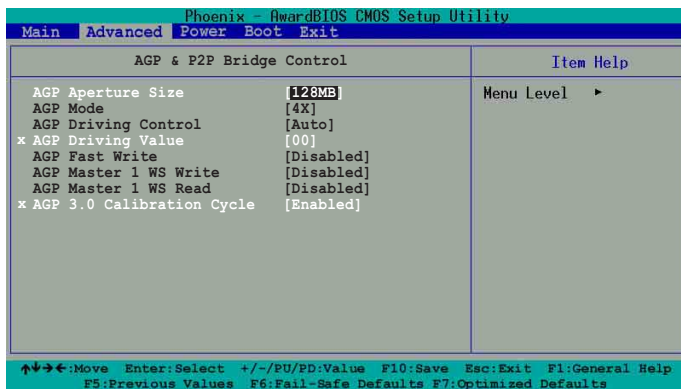 Phoenix - AwardBIOS CMOS Setup Utility
Main Advanced Power Boot Exit
AGP & P2P Bridge Control
Item Help
AGP Aperture Size [128MB]
Menu Level ►
AGP Mode [4X]
AGP Driving Control [Auto]
x AGP Driving Value [00]
AGP Fast Write [Disabled]
AGP Master 1 WS Write [Disabled]
AGP Master 1 WS Read [Disabled]
x AGP 3.0 Calibration Cycle [Enabled]
↑↓→←:Move Enter:Select +/-/PU/PD:Value F10:Save Esc:Exit F1:General Help
F5:Previous Values F6:Fail-Safe Defaults F7:Optimized Defaults